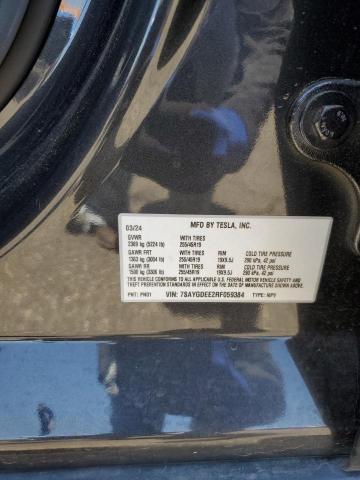 03/24 MFD BY TESLA, INC.
GVWR WITH TIRES
2369 kg (5224 lb) 255/45R19
GAWR FRT WITH TIRES RIM COLD TIRE PRESSURE
1363 kg (3004 lb) 255/45R19 19X9.5J 290 kPa, 42 psi
GAWR RR WITH TIRES RIM COLD TIRE PRESSURE
255/45R19 19X9.5J 290 kPa, 42 psi
THIS VEHICLE CONFORMS TO ALL APPLICABLE U.S. FEDERAL MOTOR VEHICLE SAFETY
AND THEFT PREVENTION STANDARDS IN EFFECT ON THE DATE OF MANUFACTURE SHOWN ABOVE.
PNT: PN01 VIN: 7SAYGDEE2RF059384 TYPE: MPV